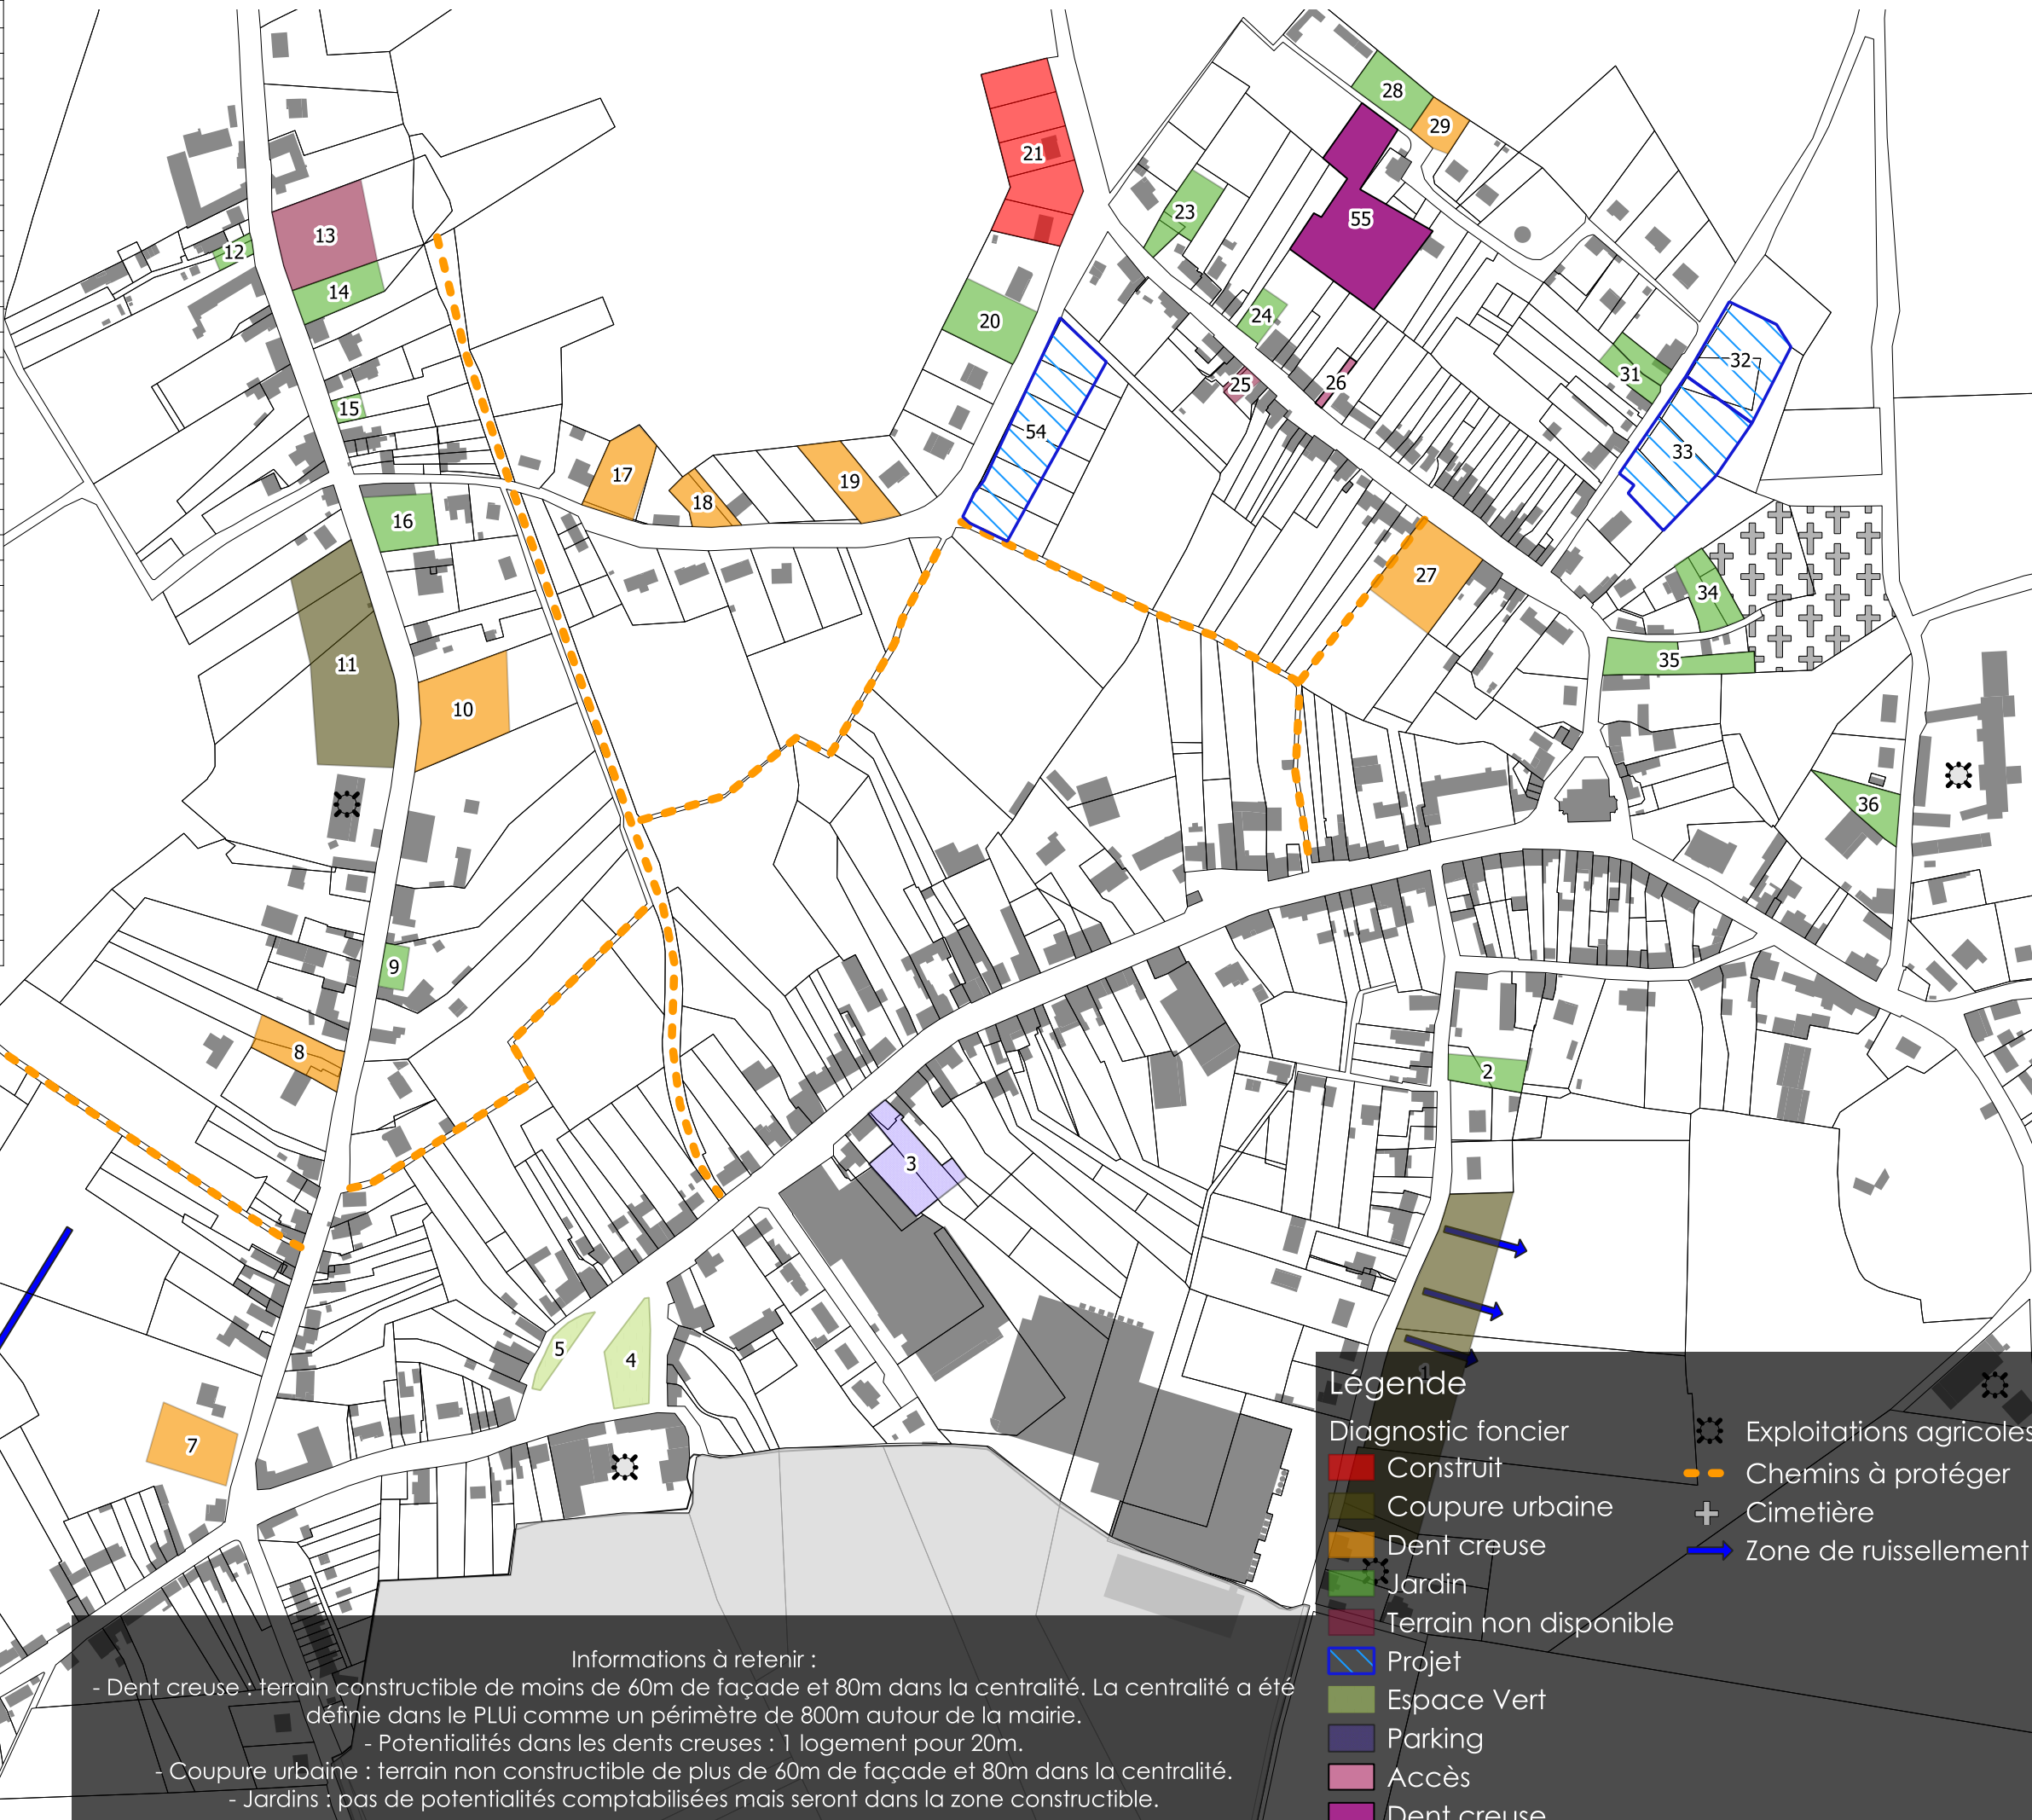 28
29
21
23
55
13
12
14
20
24
32
31
25
26
15
54
33
17
18
19
16
27
34
11
35
10
36
9
8
2
3
5
4
1
7
Légende
Diagnostic foncier
Construit
Coupure urbaine
Dent creuse
Jardin
Terrain non disponible
Projet
Espace Vert
Parking
Accès
Dent creuse
Exploitations agricoles
Chemins à protéger
Cimetière
Zone de ruissellement
Informations à retenir :
- Dent creuse : terrain constructible de moins de 60m de façade et 80m dans la centralité. La centralité a été
définie dans le PLUi comme un périmètre de 800m autour de la mairie.
- Potentialités dans les dents creuses : 1 logement pour 20m.
- Coupure urbaine : terrain non constructible de plus de 60m de façade et 80m dans la centralité.
- Jardins : pas de potentialités comptabilisées mais seront dans la zone constructible.